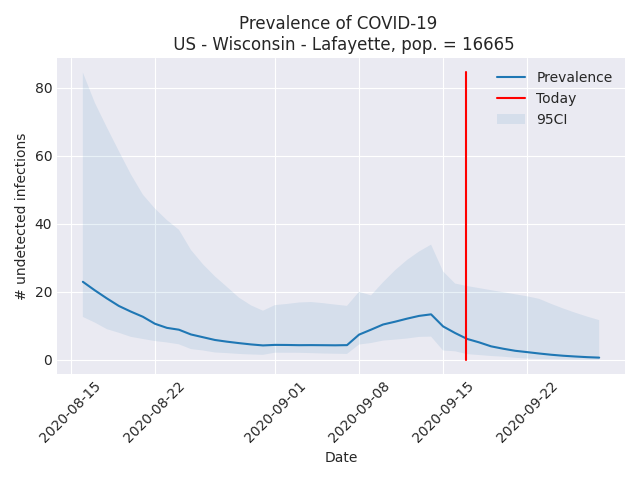 Prevalence of COVID-19
US - Wisconsin - Lafayette, pop. = 16665
Prevalence
Today
95CI
# undetected infections
80
60
40
20
0
2020-08-15
2020-08-22
2020-09-01
2020-09-08
2020-09-15
2020-09-22
Date